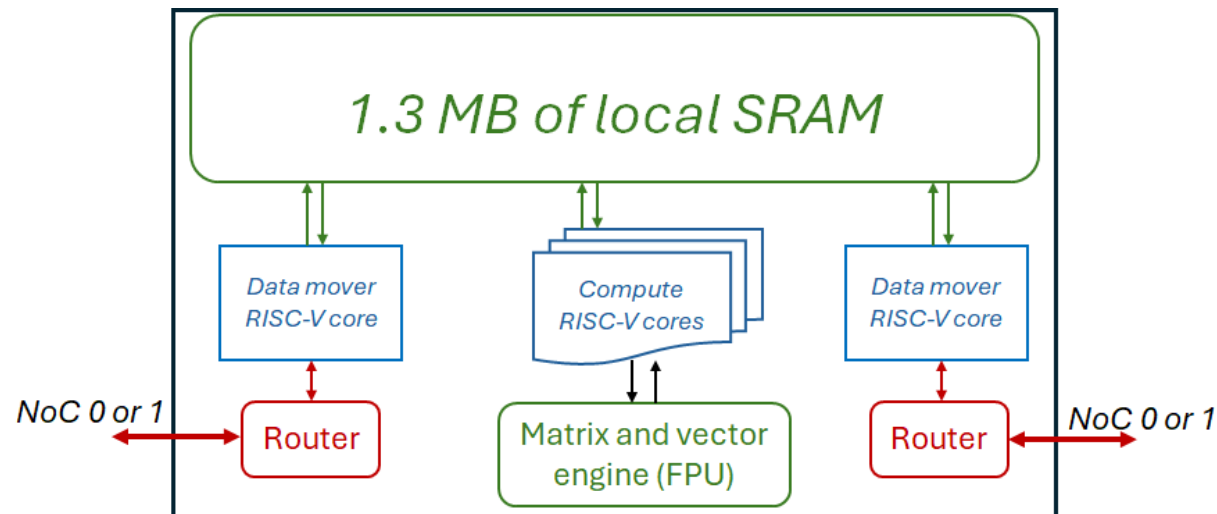 1.3 MB of local SRAM
Data mover
RISC-V core
Compute
RISC-V cores
Data mover
RISC-V core
NoC 0 or 1
Router
Matrix and vector
engine (FPU)
Router
NoC 0 or 1